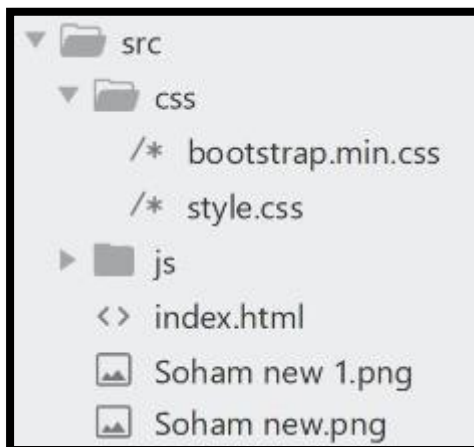 src
css
/* bootstrap.min.css
/* style.css
js
<> index.html
Soham new 1.png
Soham new.png